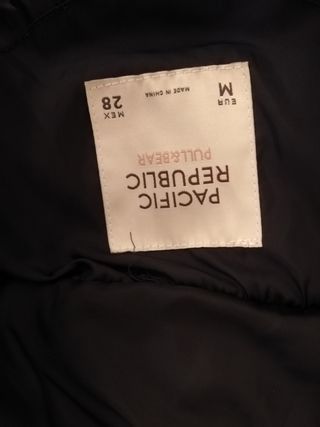 PACIFIC
REPUBLIC
PULL&BEAR
EUR
M
MADE IN CHINA
MEX
28